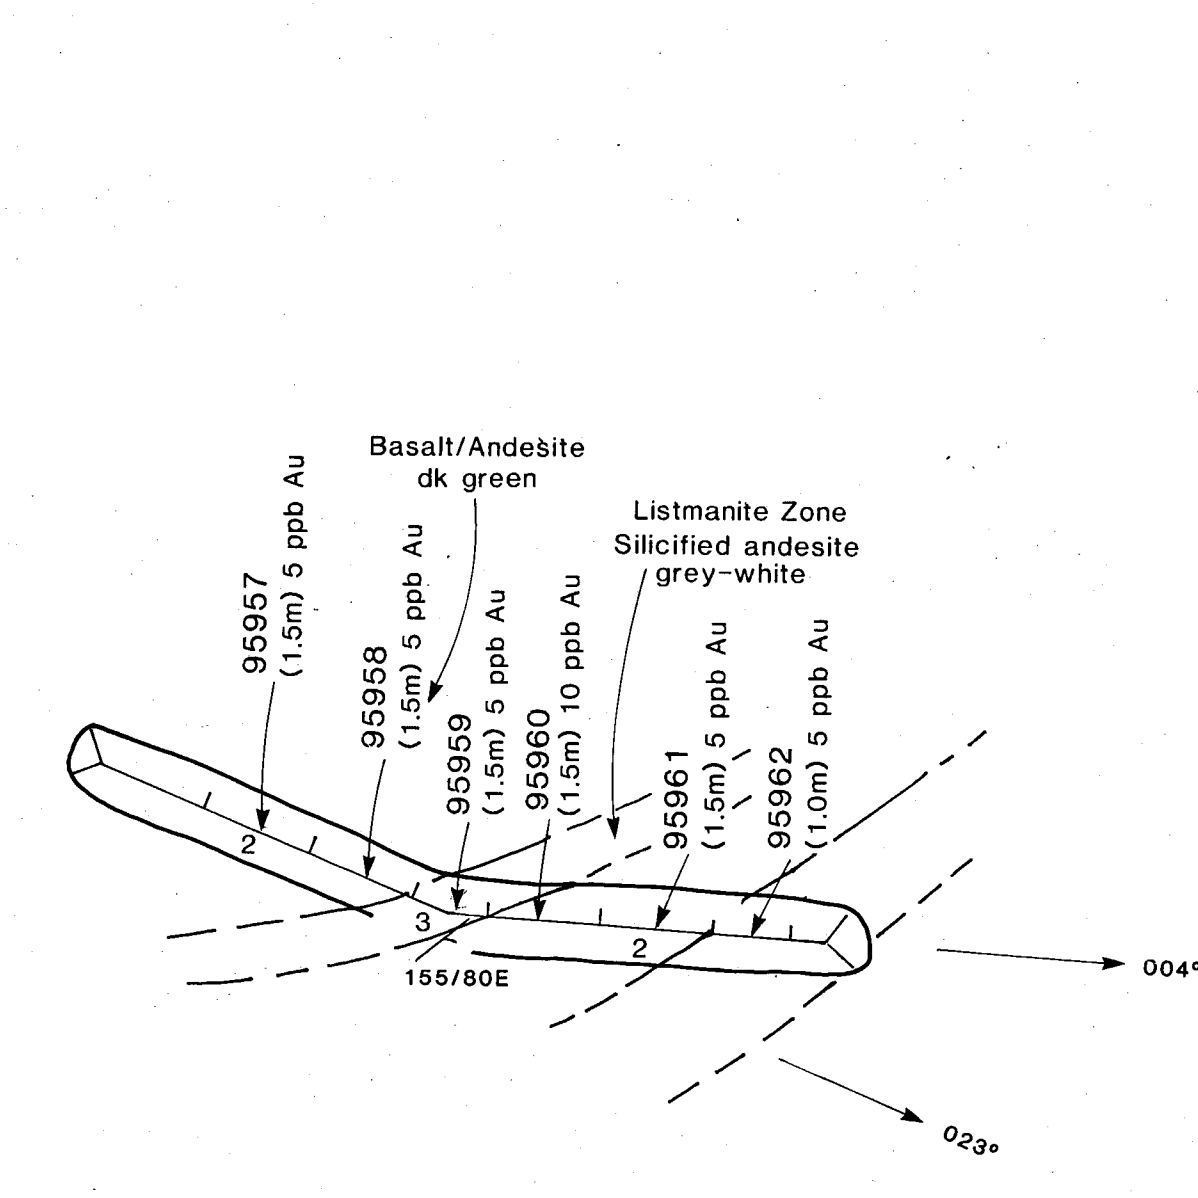 Basalt/Andesite
dk green
Listmanite Zone
Silicified andesite
grey-white
95957
(1.5m) 5 ppb Au
95958
(1.5m) 5 ppb Au
95959
(1.5m) 5 ppb Au
95960
(1.5m) 10 ppb Au
95961
(1.5m) 5 ppb Au
95962
(1.0m) 5 ppb Au
2
3
2
155/80E
004°
023°